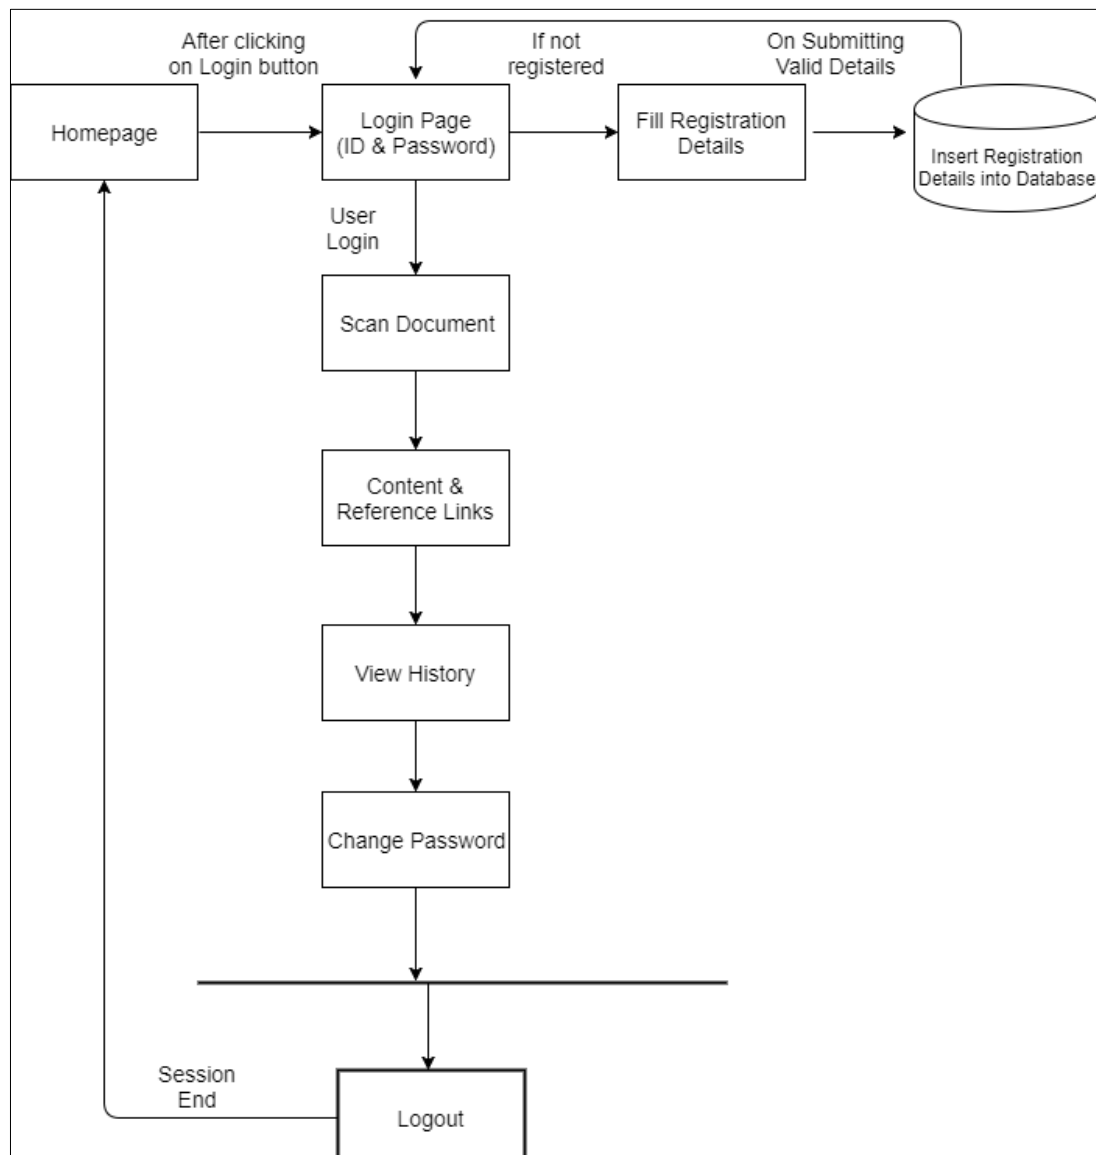 After clicking
on Login button
If not
registered
On Submitting
Valid Details
Homepage
Login Page
(ID & Password)
Fill Registration
Details
Insert Registration
Details into Database
User
Login
Scan Document
Content &
Reference Links
View History
Change Password
Session
End
Logout